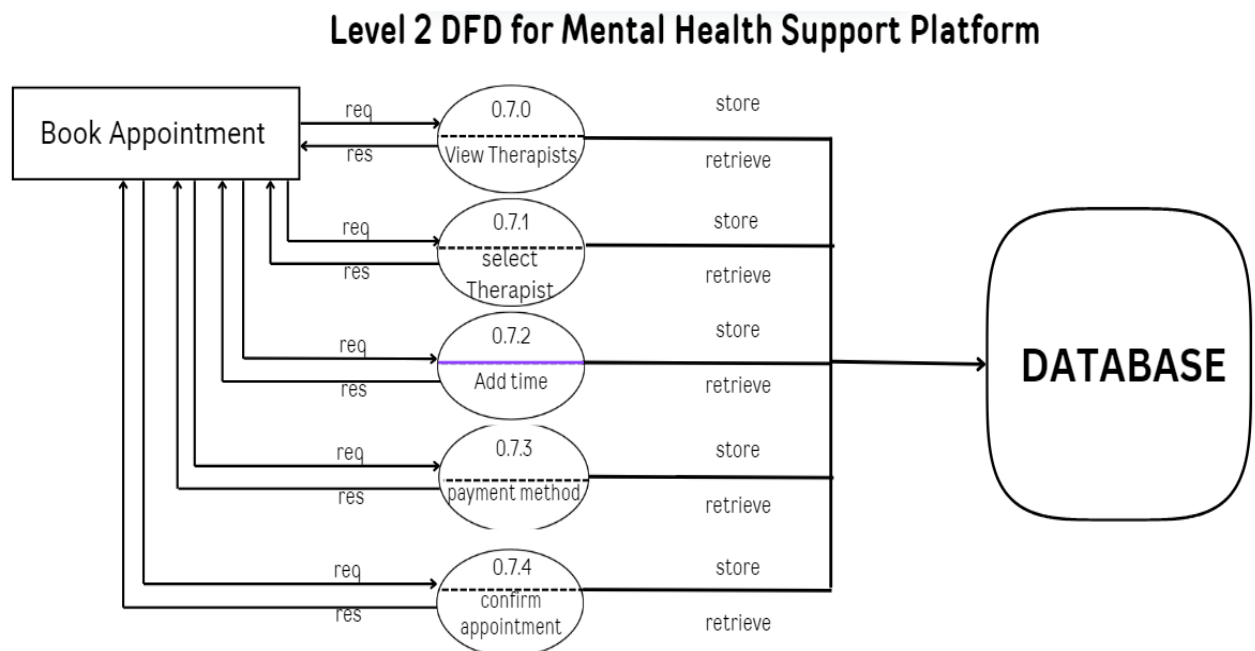 Level 2 DFD for Mental Health Support Platform
Book Appointment
req
res
0.7.0
View Therapists
store
retrieve
req
res
0.7.1
select
Therapist
store
retrieve
req
res
0.7.2
Add time
store
retrieve
req
res
0.7.3
payment method
store
retrieve
req
res
0.7.4
confirm
appointment
store
retrieve
DATABASE